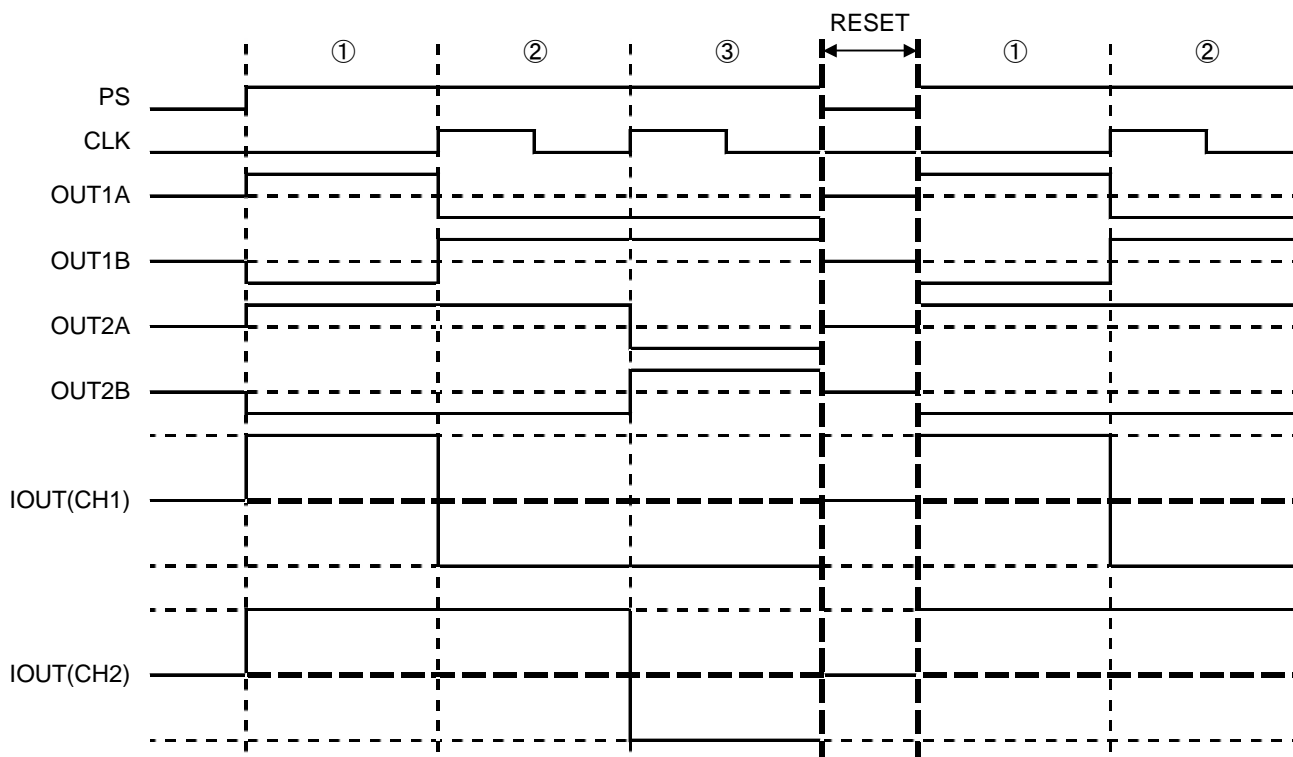 RESET
① ② ③ ① ②
PS
CLK
OUT1A
OUT1B
OUT2A
OUT2B
IOUT(CH1)
IOUT(CH2)